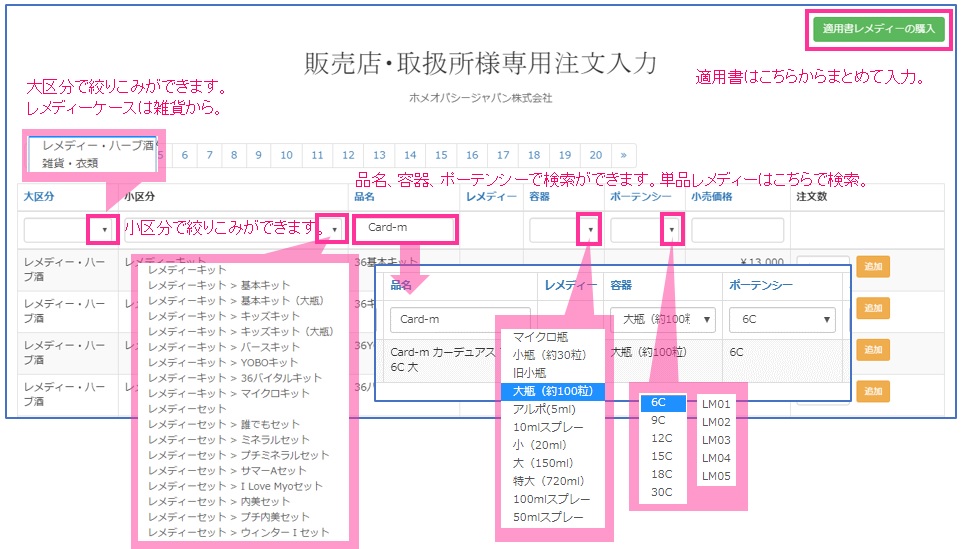 適用書レメディーの購入
販売店・取扱所様専用注文入力
ホメオパシージャパン株式会社
適用書はこちらからまとめて入力。
大区分で絞りこみができます。
レメディーケースは雑貨から。
レメディー・ハーブ酒
雑貨・衣類
5 6 7 8 9 10 11 12 13 14 15 16 17 18 19 20 »
品名、容器、ポーテンシーで検索ができます。単品レメディーはこちらで検索。
大区分 小区分 品名 レメディー 容器 ポーテンシー 小売価格 注文数
小区分で絞りこみができます。
Card-m
レメディー・ハーブ酒
レメディーキット
36基本キット
¥13,000
追加
レメディー・ハーブ酒
追加
レメディー・ハーブ酒
追加
レメディー・ハーブ酒
追加
レメディーキット
レメディーキット > 基本キット
レメディーキット > 基本キット（大瓶）
レメディーキット > キッズキット
レメディーキット > キッズキット（大瓶）
レメディーキット > バースキット
レメディーキット > YOBOキット
レメディーキット > 36バイタルキット
レメディーキット > マイクロキット
レメディーセット
レメディーセット > 誰でもセット
レメディーセット > ミネラルセット
レメディーセット > プチミネラルセット
レメディーセット > サマーAセット
レメディーセット > I Love Myoセット
レメディーセット > 内美セット
レメディーセット > プチ内美セット
レメディーセット > ウィンターIセット
品名 レメディー 容器 ポーテンシー
Card-m 大瓶（約100粒 6C
Card-m カーデュアス
6C 大
大瓶（約100粒） 6C
マイクロ瓶
小瓶（約30粒）
旧小瓶
大瓶（約100粒）
アルポ(5ml)
10mlスプレー
小（20ml）
大（150ml）
特大（720ml）
100mlスプレー
50mlスプレー
6C
9C
12C
15C
18C
30C
LM01
LM02
LM03
LM04
LM05